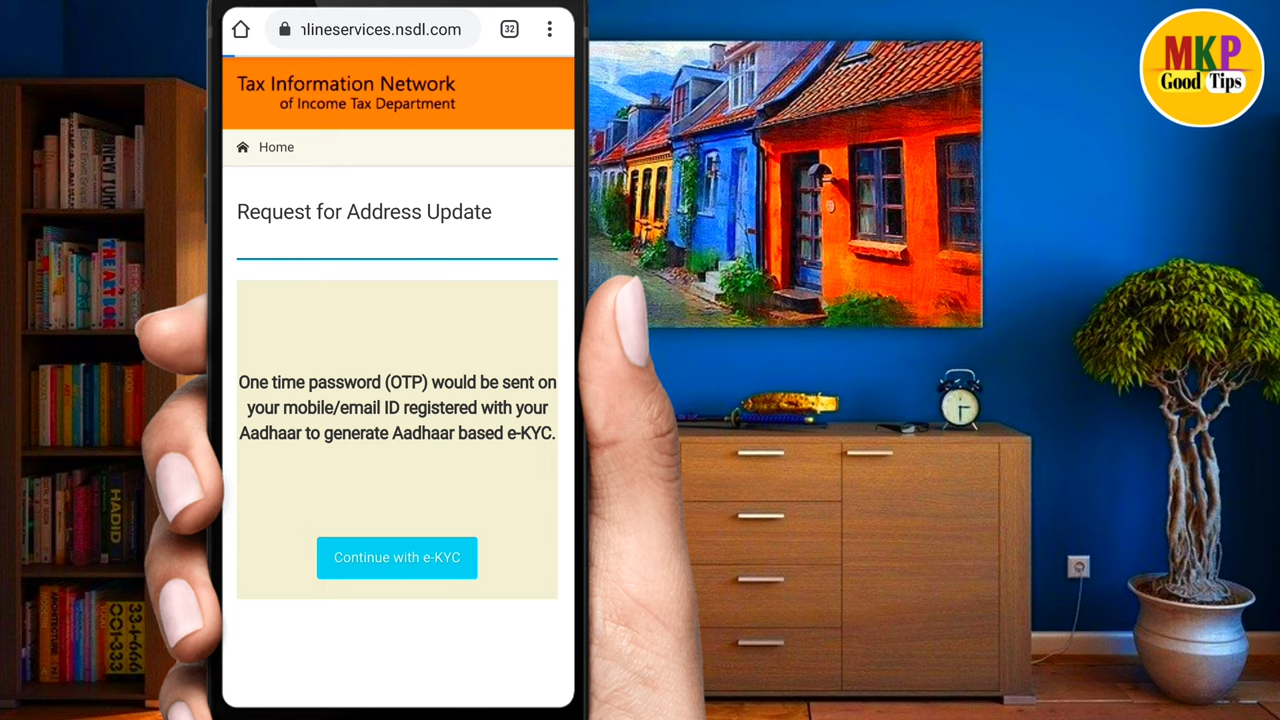 nlineservices.nsdl.com
32
Tax Information Network
of Income Tax Department
Home
Request for Address Update
One time password (OTP) would be sent on
your mobile/email ID registered with your
Aadhaar to generate Aadhaar based e-KYC.
Continue with e-KYC
MKP
Good Tips
HADID